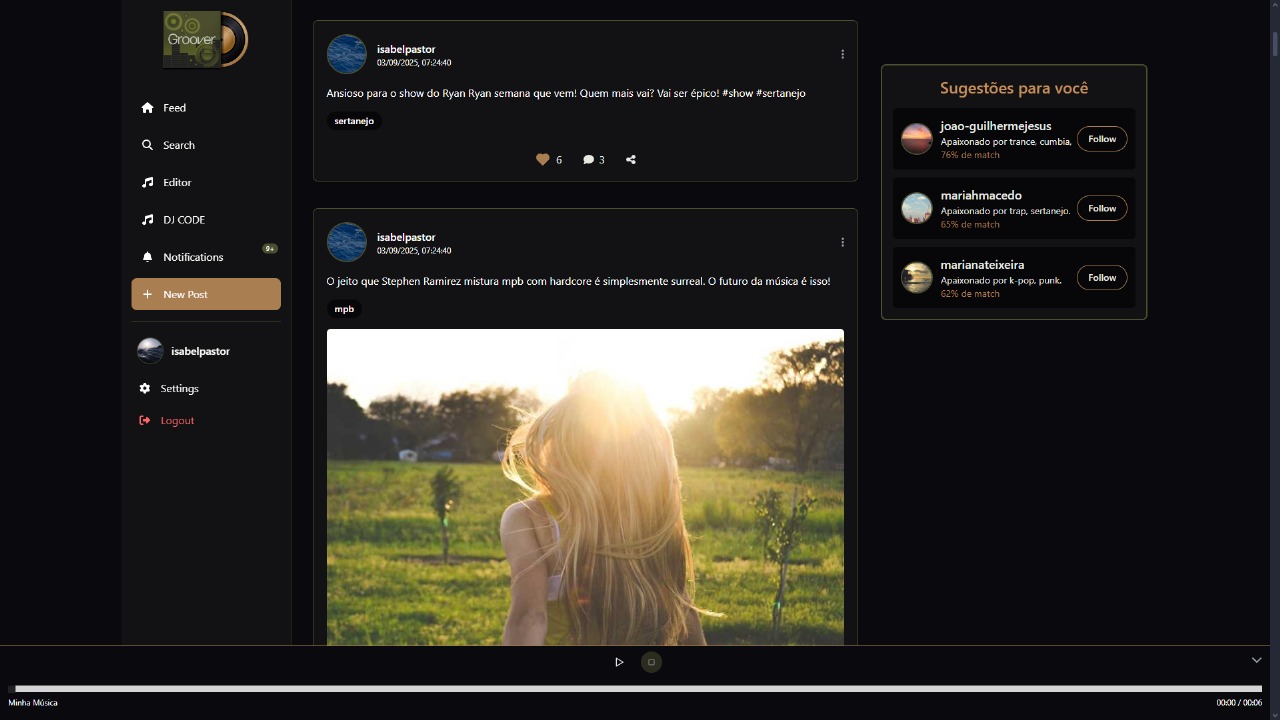 Groover
Feed
Search
Editor
DJ CODE
Notifications
9+
New Post
isabelpastor
Settings
Logout
isabelpastor
03/09/2025, 07:24:40
Ansioso para o show do Ryan Ryan semana que vem! Quem mais vai? Vai ser épico! #show #sertanejo
sertanejo
6
3
isabelpastor
03/09/2025, 07:24:40
O jeito que Stephen Ramirez mistura mpb com hardcore é simplesmente surreal. O futuro da música é isso!
mpb
Sugestões para você
joao-guilhermejesus
Apaixonado por trance, cumbia,
76% de match
Follow
mariahmacedo
Apaixonado por trap, sertanejo.
65% de match
Follow
marianateixeira
Apaixonado por k-pop, punk.
62% de match
Follow
Minha Música
00:00 / 00:06